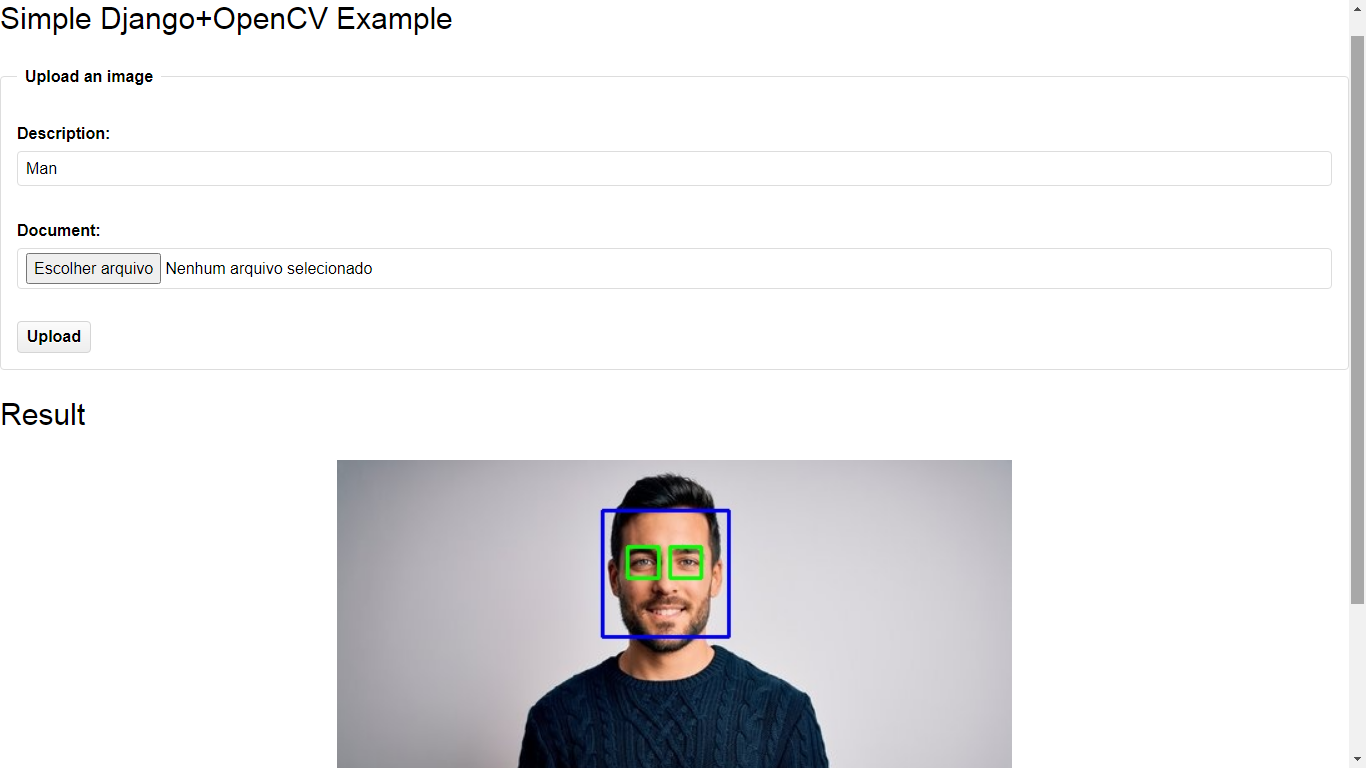 Simple Django+OpenCV Example
Upload an image
Description:
Man
Document:
Escolher arquivo Nenhum arquivo selecionado
Upload
Result